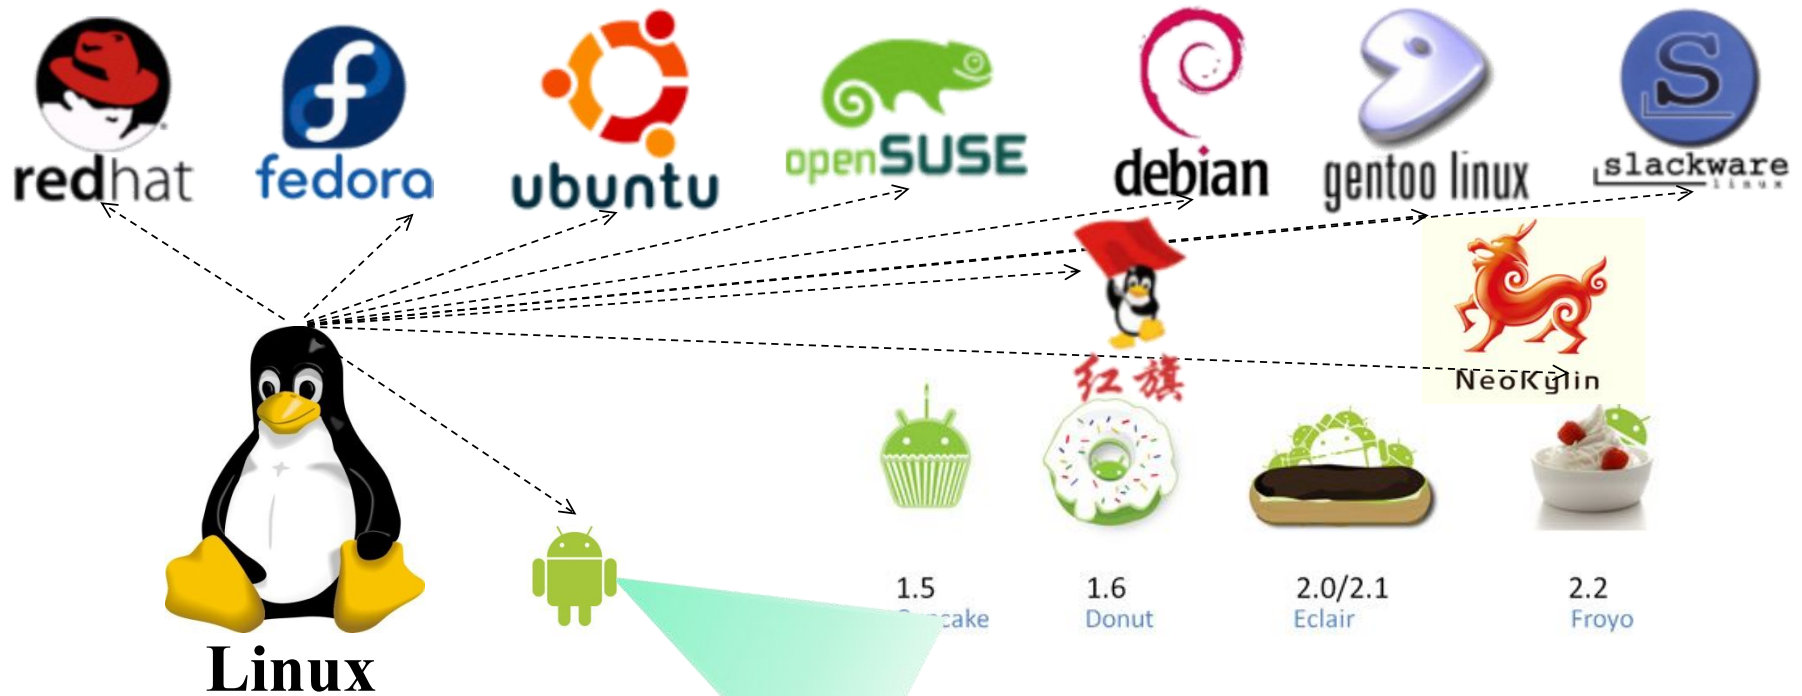 redhat
fedora
ubuntu
openSUSE
debian
gentoo linux
slackware
linux
红旗
NeoKylin
1.5
1.6
2.0/2.1
2.2
Donut
Eclair
Froyo
Linux